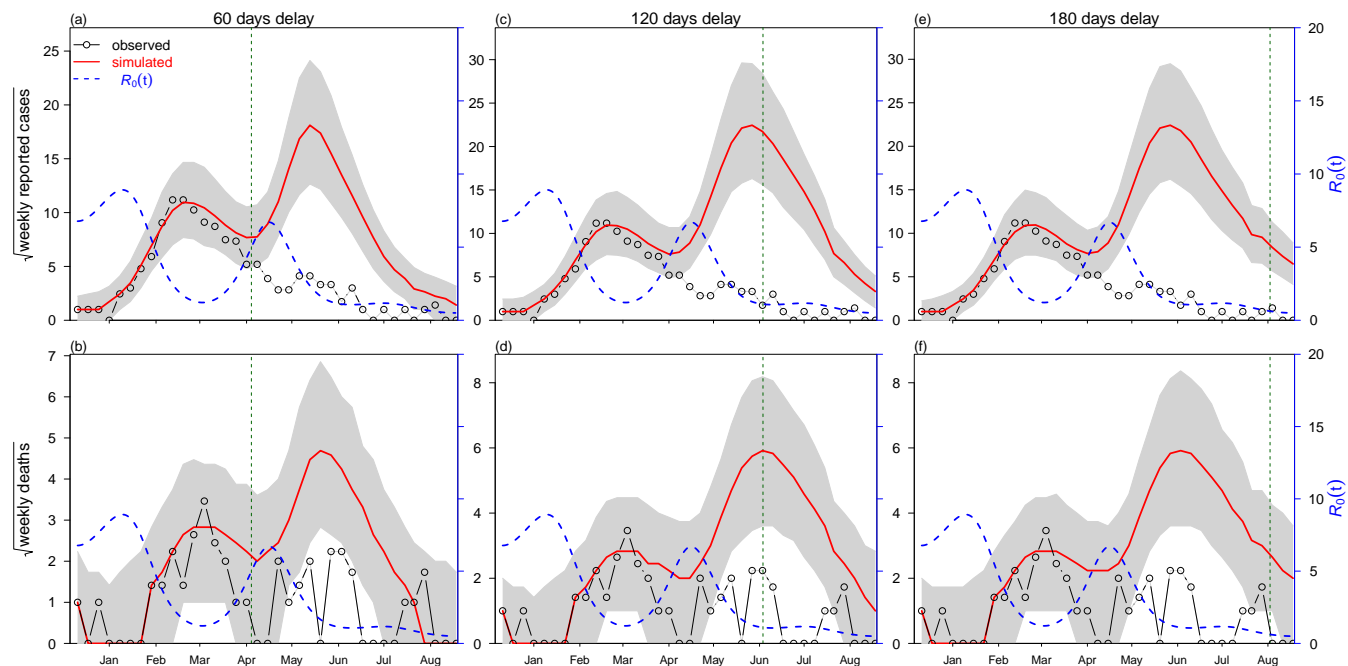 60 days delay
120 days delay
180 days delay
(a)
(c)
(e)
observed
simulated
R₀(t)
√weekly reported cases
0
5
10
15
20
25
0
5
10
15
20
25
30
0
5
10
15
20
25
30
0
5
10
15
20
R₀(t)
(b)
(d)
(f)
√weekly deaths
0
1
2
3
4
5
6
7
0
2
4
6
8
0
2
4
6
8
0
5
10
15
20
R₀(t)
Jan Feb Mar Apr May Jun Jul Aug
Jan Feb Mar Apr May Jun Jul Aug
Jan Feb Mar Apr May Jun Jul Aug